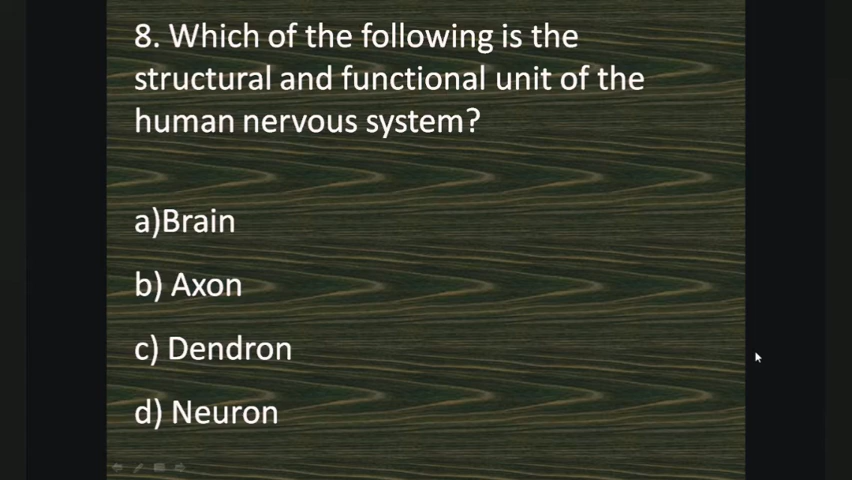 8. Which of the following is the
structural and functional unit of the
human nervous system?
a)Brain
b) Axon
c) Dendron
d) Neuron